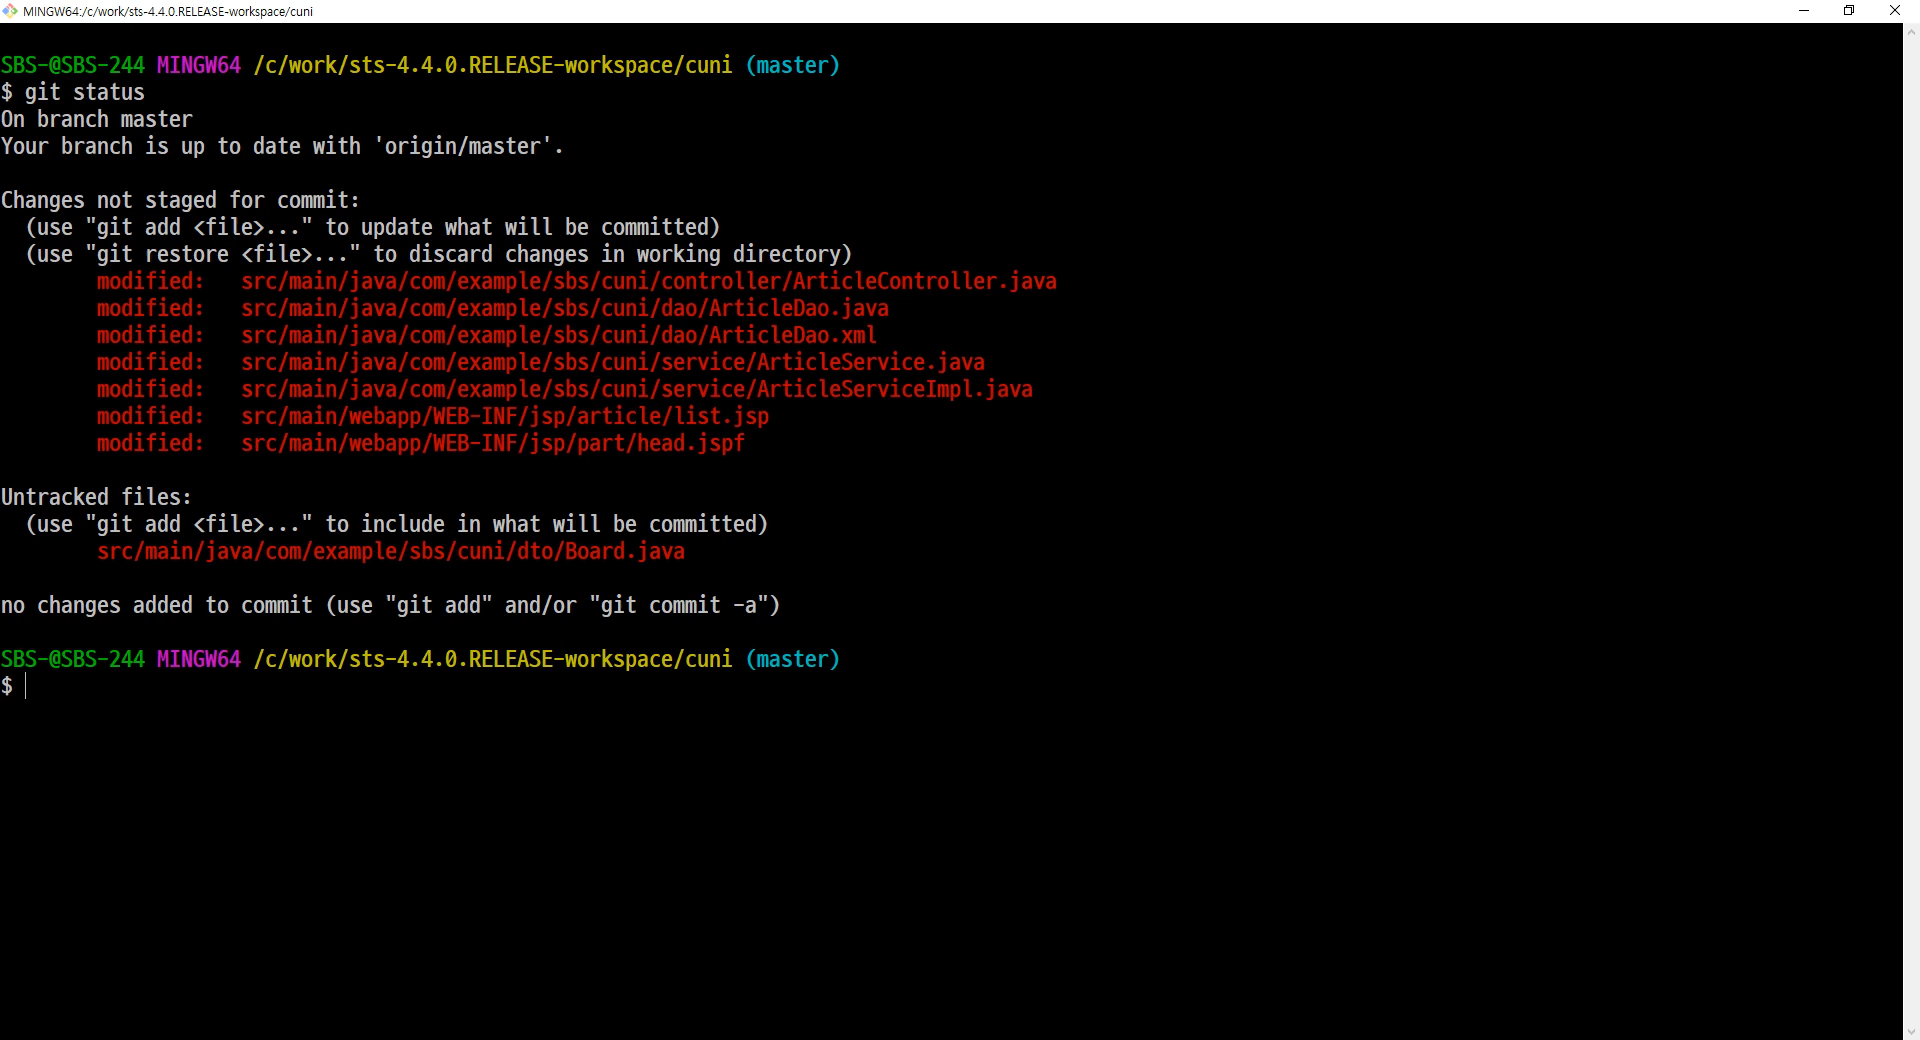 MINGW64:/c/work/sts-4.4.0.RELEASE-workspace/cuni
SBS-@SBS-244 MINGW64 /c/work/sts-4.4.0.RELEASE-workspace/cuni (master)
$ git status
On branch master
Your branch is up to date with 'origin/master'.
Changes not staged for commit:
  (use "git add <file>..." to update what will be committed)
  (use "git restore <file>..." to discard changes in working directory)
        modified:   src/main/java/com/example/sbs/cuni/controller/ArticleController.java
        modified:   src/main/java/com/example/sbs/cuni/dao/ArticleDao.java
        modified:   src/main/java/com/example/sbs/cuni/dao/ArticleDao.xml
        modified:   src/main/java/com/example/sbs/cuni/service/ArticleService.java
        modified:   src/main/java/com/example/sbs/cuni/service/ArticleServiceImpl.java
        modified:   src/main/webapp/WEB-INF/jsp/article/list.jsp
        modified:   src/main/webapp/WEB-INF/jsp/part/head.jspf
Untracked files:
  (use "git add <file>..." to include in what will be committed)
        src/main/java/com/example/sbs/cuni/dto/Board.java
no changes added to commit (use "git add" and/or "git commit -a")
SBS-@SBS-244 MINGW64 /c/work/sts-4.4.0.RELEASE-workspace/cuni (master)
$